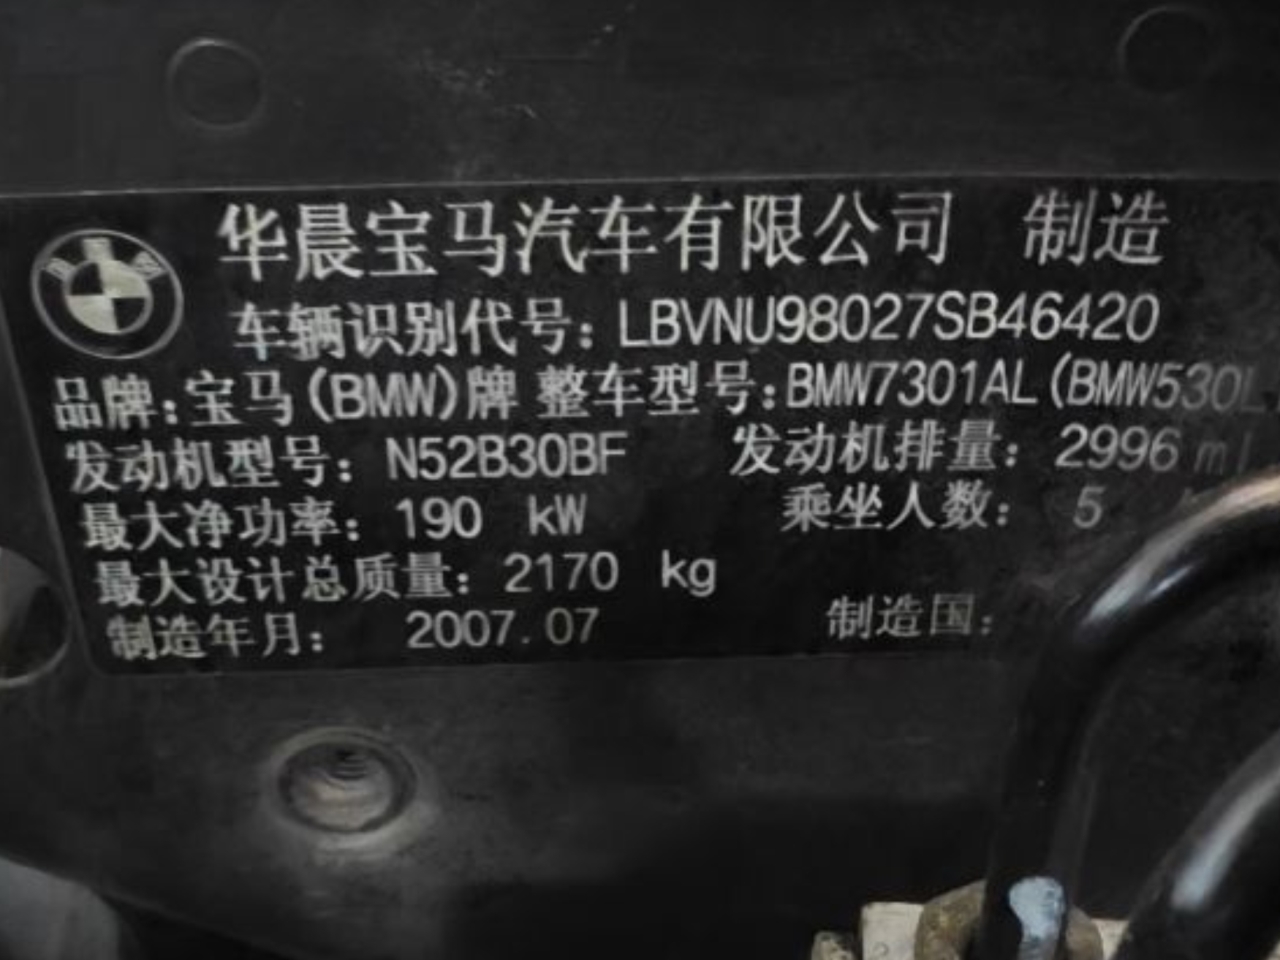 华晨宝马汽车有限公司 制造
车辆识别代号：LBVNU98027SB46420
品牌：宝马(BMW)牌 整车型号：BMW7301AL(BMW530L
发动机型号：N52B30BF 发动机排量：2996 ml
最大净功率：190 kW 乘坐人数：5
最大设计总质量：2170 kg
制造年月：2007.07 制造国：